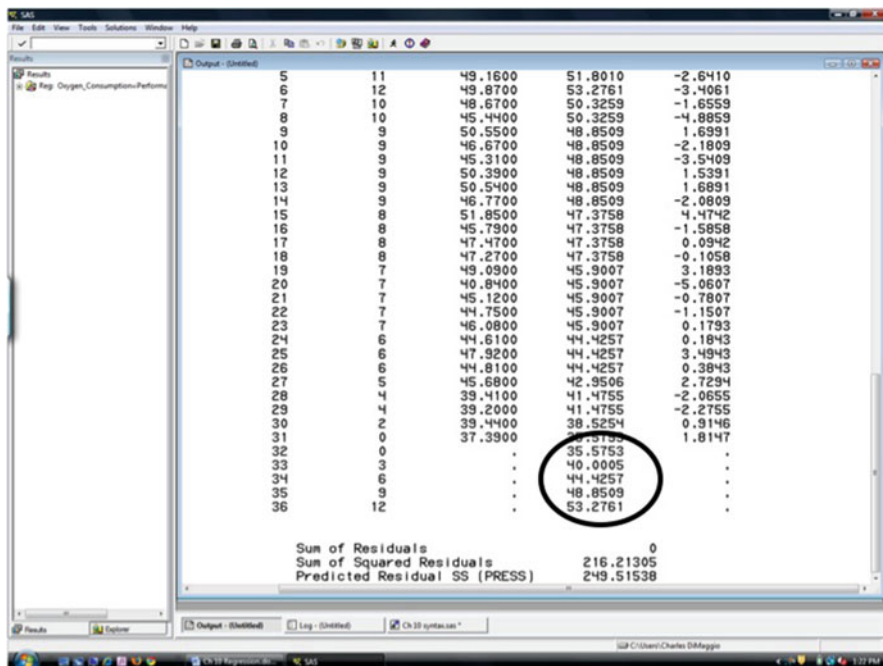 SAS
File Edit View Tools Solutions Window Help
Results
Results
Reg: Oxygen_Consumption=Performa
Output - (Untitled)
5 11 49.1600 51.8010 -2.6410
6 12 49.8700 53.2761 -3.4061
7 10 48.6700 50.3259 -1.6559
8 10 45.4400 50.3259 -4.8859
9 9 50.5500 48.8509 1.6991
10 9 46.6700 48.8509 -2.1809
11 9 45.3100 48.8509 -3.5409
12 9 50.3900 48.8509 1.5391
13 9 50.5400 48.8509 1.6891
14 9 46.7700 48.8509 -2.0809
15 8 51.8500 47.3758 4.4742
16 8 45.7900 47.3758 -1.5858
17 8 47.4700 47.3758 0.0942
18 8 47.2700 47.3758 -0.1058
19 7 49.0900 45.9007 3.1893
20 7 40.8400 45.9007 -5.0607
21 7 45.1200 45.9007 -0.7807
22 7 44.7500 45.9007 -1.1507
23 7 46.0800 45.9007 0.1793
24 6 44.6100 44.4257 0.1843
25 6 47.9200 44.4257 3.4943
26 6 44.8100 44.4257 0.3843
27 5 45.6800 42.9506 2.7294
28 4 39.4100 41.4755 -2.0655
29 4 39.2000 41.4755 -2.2755
30 2 39.4400 38.5254 0.9146
31 0 37.3900 1.8147
32 0 . 35.5753 .
33 3 . 40.0005 .
34 6 . 44.4257 .
35 9 . 48.8509 .
36 12 . 53.2761 .
Sum of Residuals 0
Sum of Squared Residuals 216.21305
Predicted Residual SS (PRESS) 249.51538
Results
Explorer
Output - (Untitled)
Log - (Untitled)
Ch 10 syntax.sas *
C:\Users\Charles DiMaggio
Ch 10 Regression.do...
SAS
1:22 PM